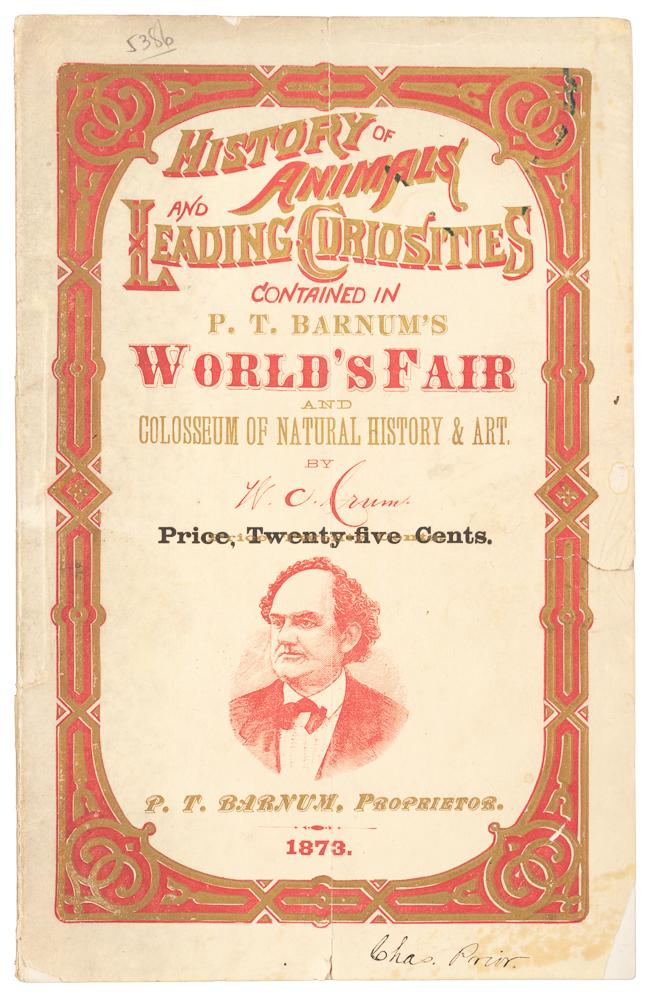 5386
HISTORY OF
ANIMALS
AND
LEADING CURIOSITIES
CONTAINED IN
P. T. BARNUM'S
WORLD'S FAIR
AND
COLOSSEUM OF NATURAL HISTORY & ART.
BY
W. C. Crum.
Price, Twenty-five Cents.
P. T. BARNUM, PROPRIETOR.
1873.
Chas. Prior.